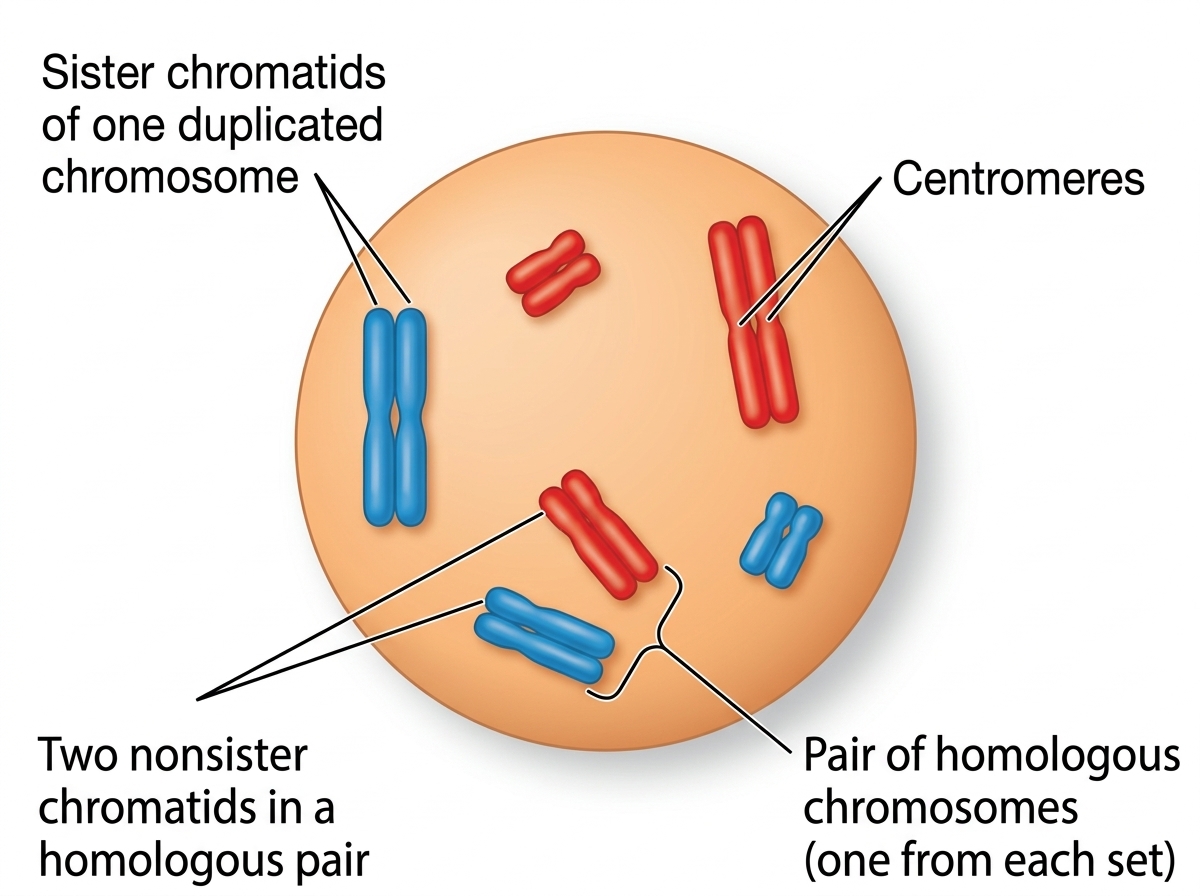 Sister chromatids
of one duplicated
chromosome
Centromeres
Two nonsister
chromatids in a
homologous pair
Pair of homologous
chromosomes
(one from each set)